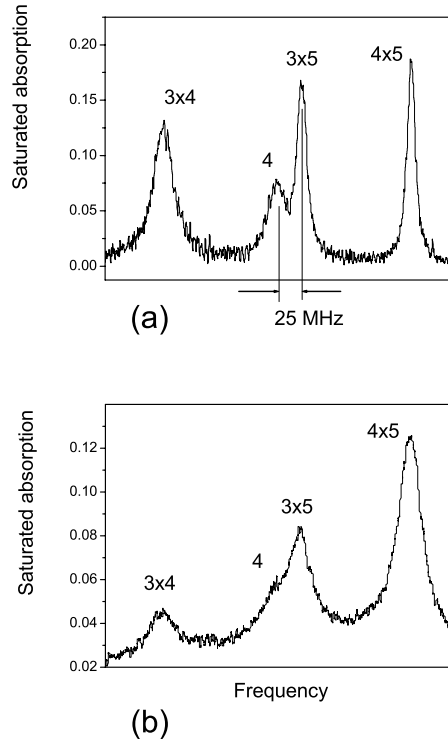 (a)
Saturated absorption
0.20
0.15
0.10
0.05
0.00
3x4
4
3x5
4x5
25 MHz
Saturated absorption
0.12
0.10
0.08
0.06
0.04
0.02
3x4
4
3x5
4x5
Frequency
(b)